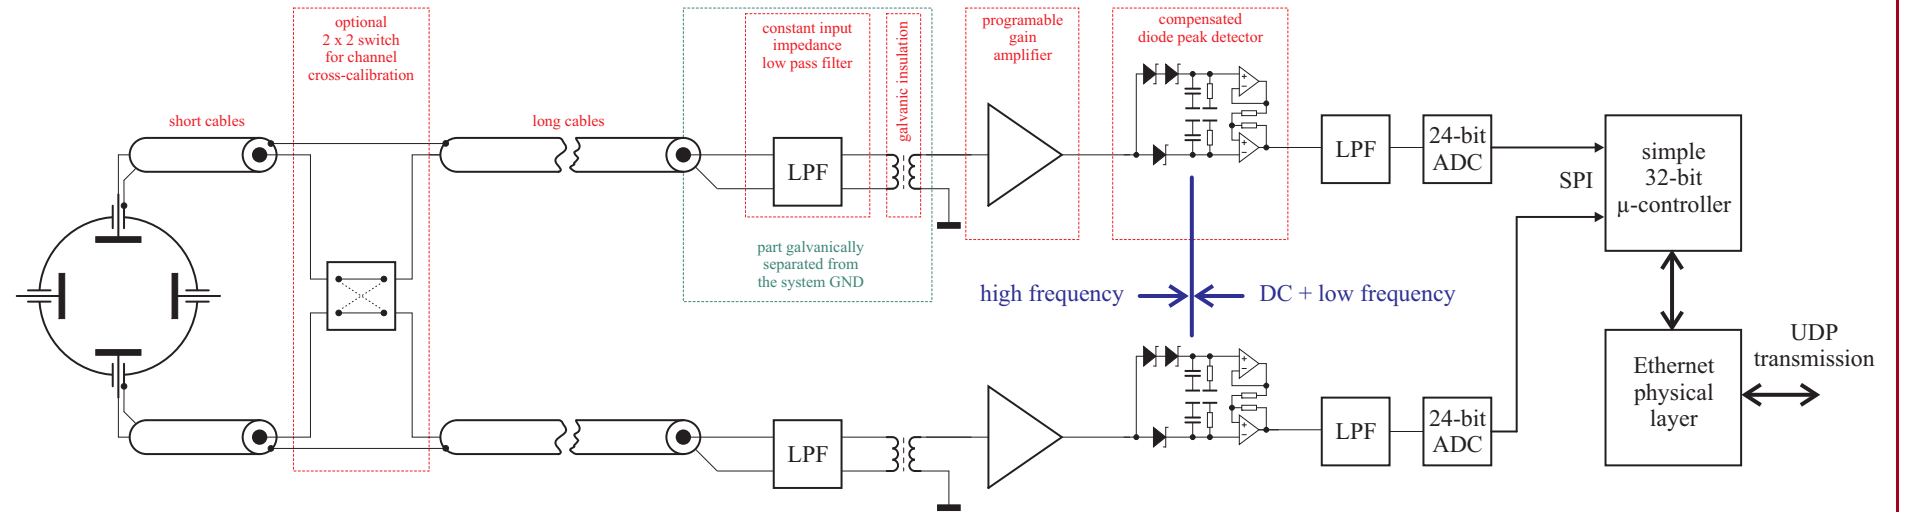 optional
2 x 2 switch
for channel
cross-calibration
short cables
long cables
constant input
impedance
low pass filter
galvanic insulation
programable
gain
amplifier
compensated
diode peak detector
LPF
part galvanically
separated from
the system GND
high frequency
DC + low frequency
LPF
24-bit
ADC
SPI
simple
32-bit
µ-controller
Ethernet
physical
layer
UDP
transmission
LPF
LPF
24-bit
ADC